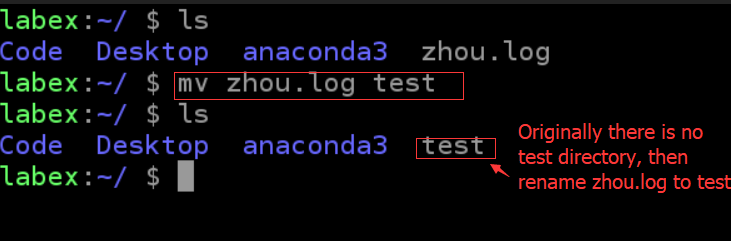 labex:~/ $ ls
Code  Desktop  anaconda3  zhou.log
labex:~/ $ mv zhou.log test
labex:~/ $ ls
Code  Desktop  anaconda3  test
labex:~/ $
Originally there is no
test directory, then
rename zhou.log to test